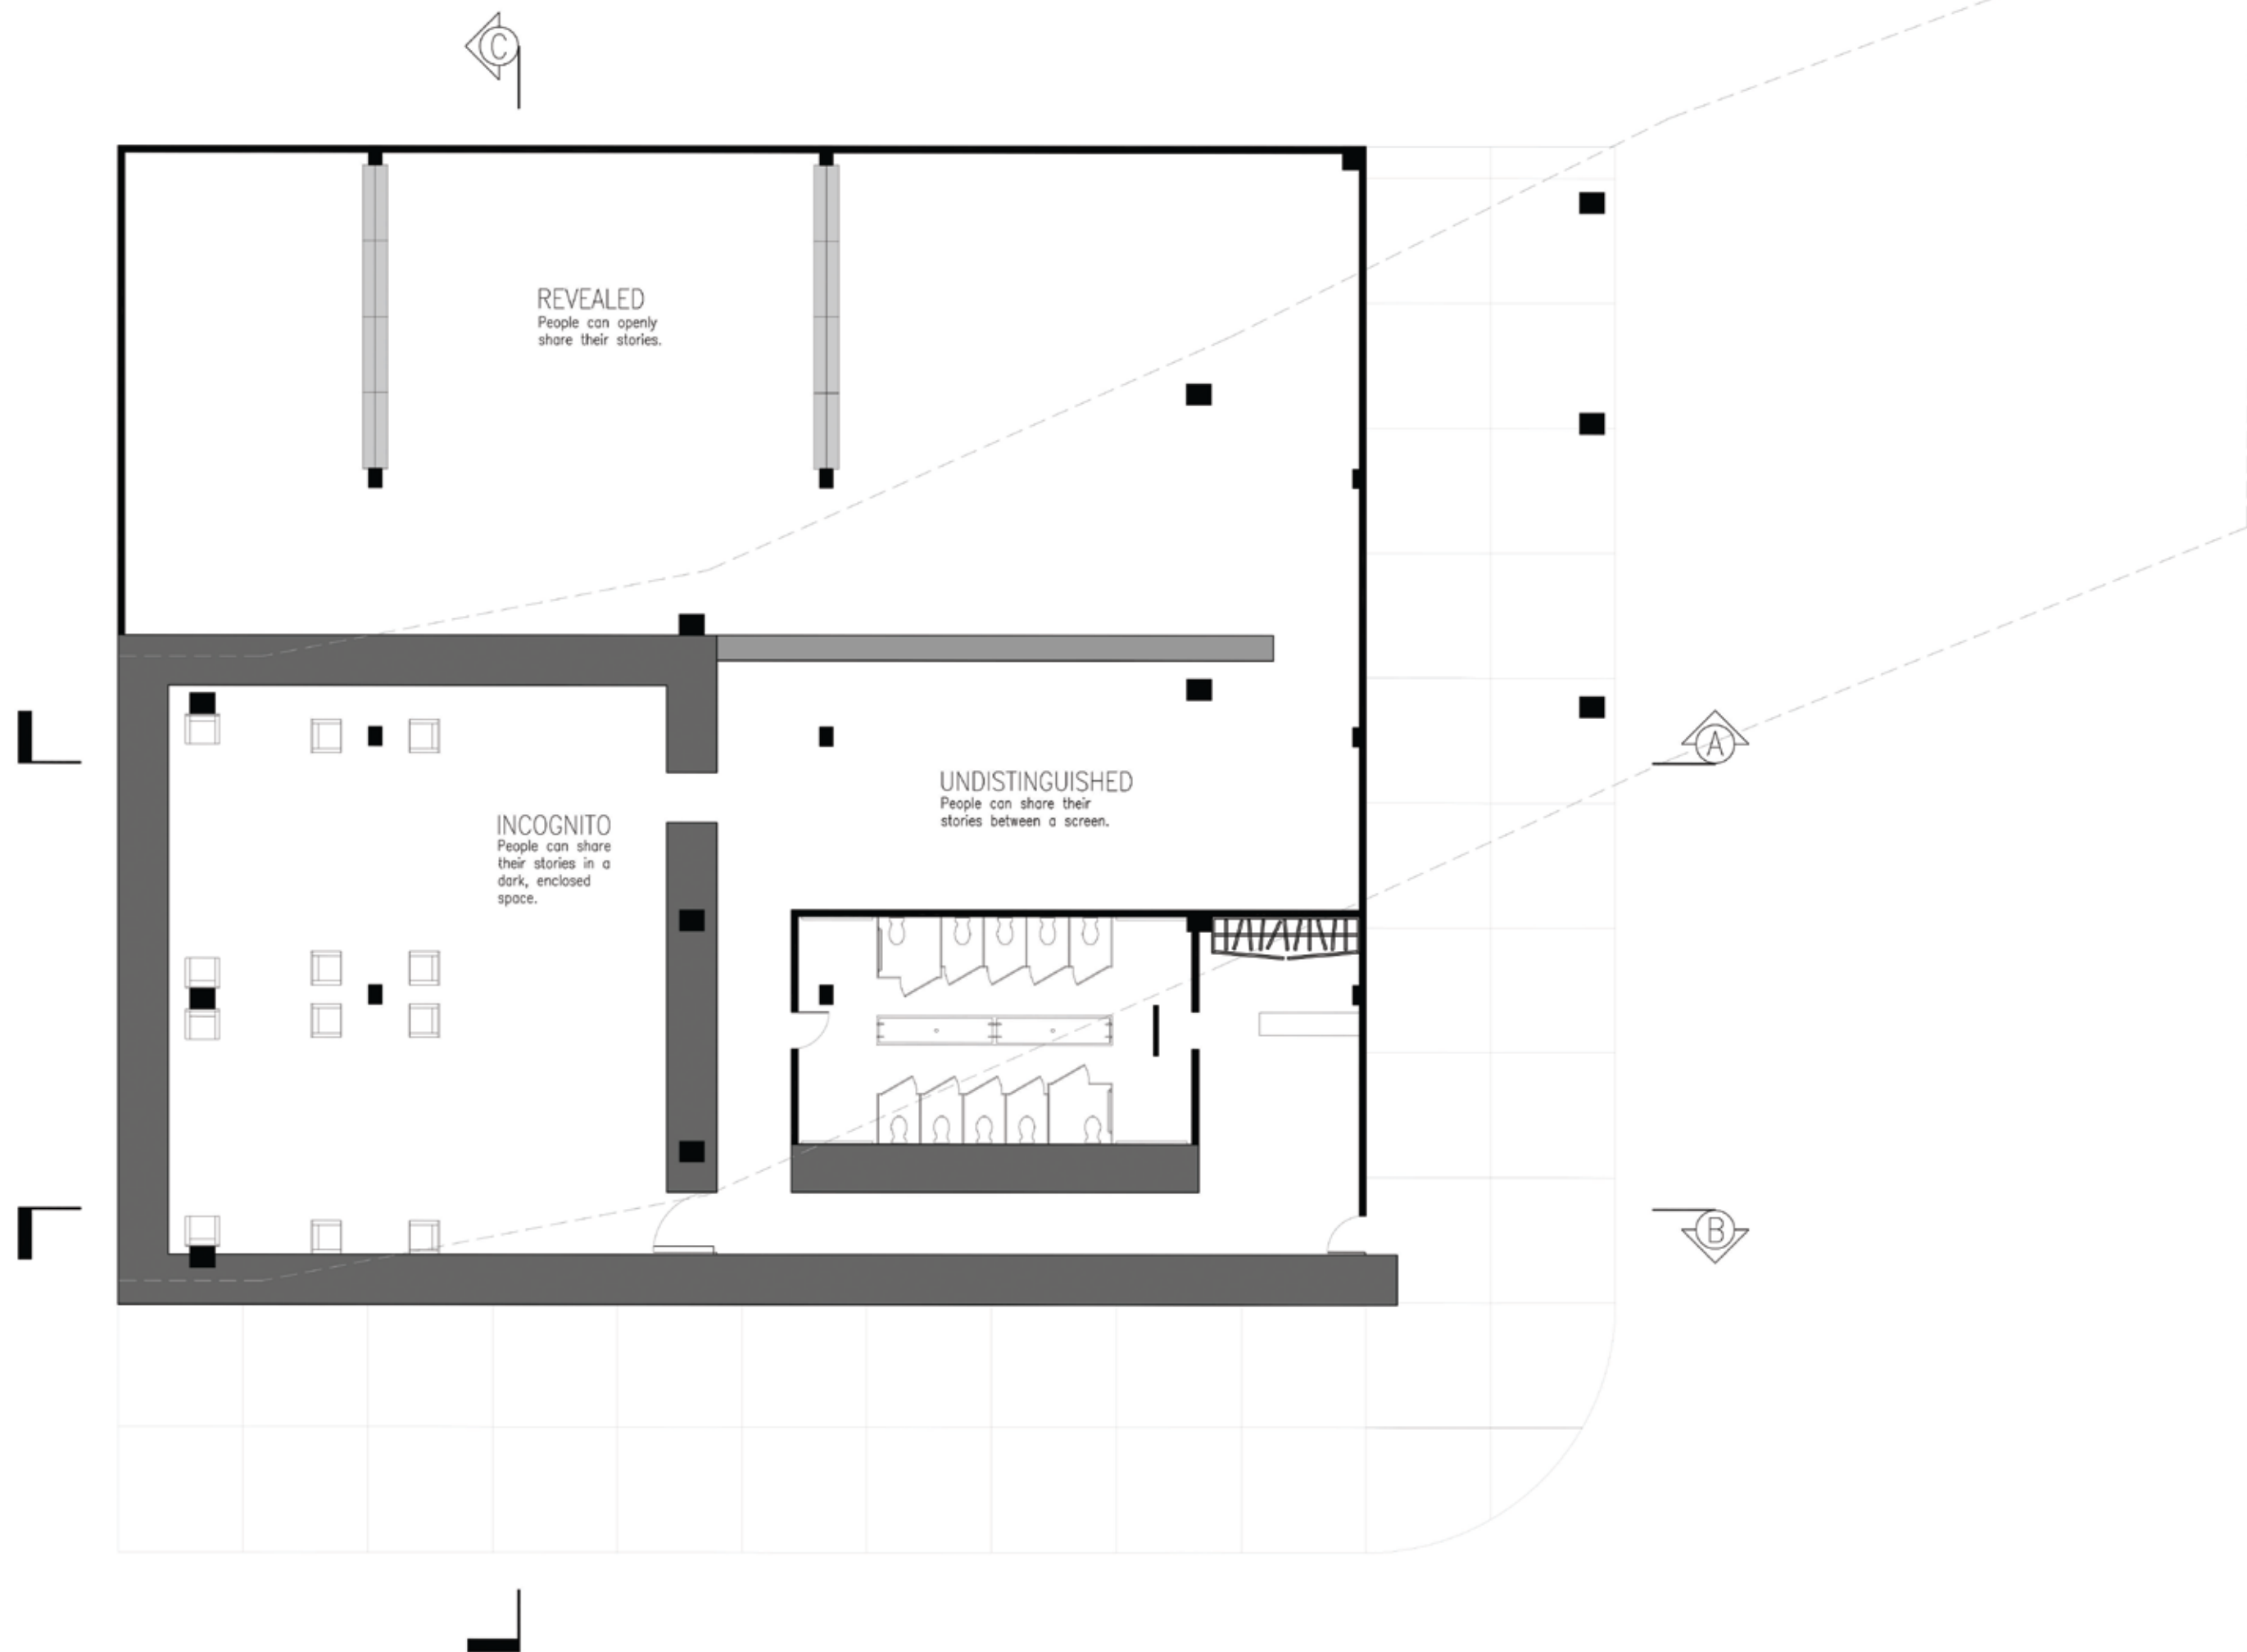 C
REVEALED
People can openly
share their stories.
A
UNDISTINGUISHED
People can share their
stories between a screen.
INCOGNITO
People can share
their stories in a
dark, enclosed
space.
B